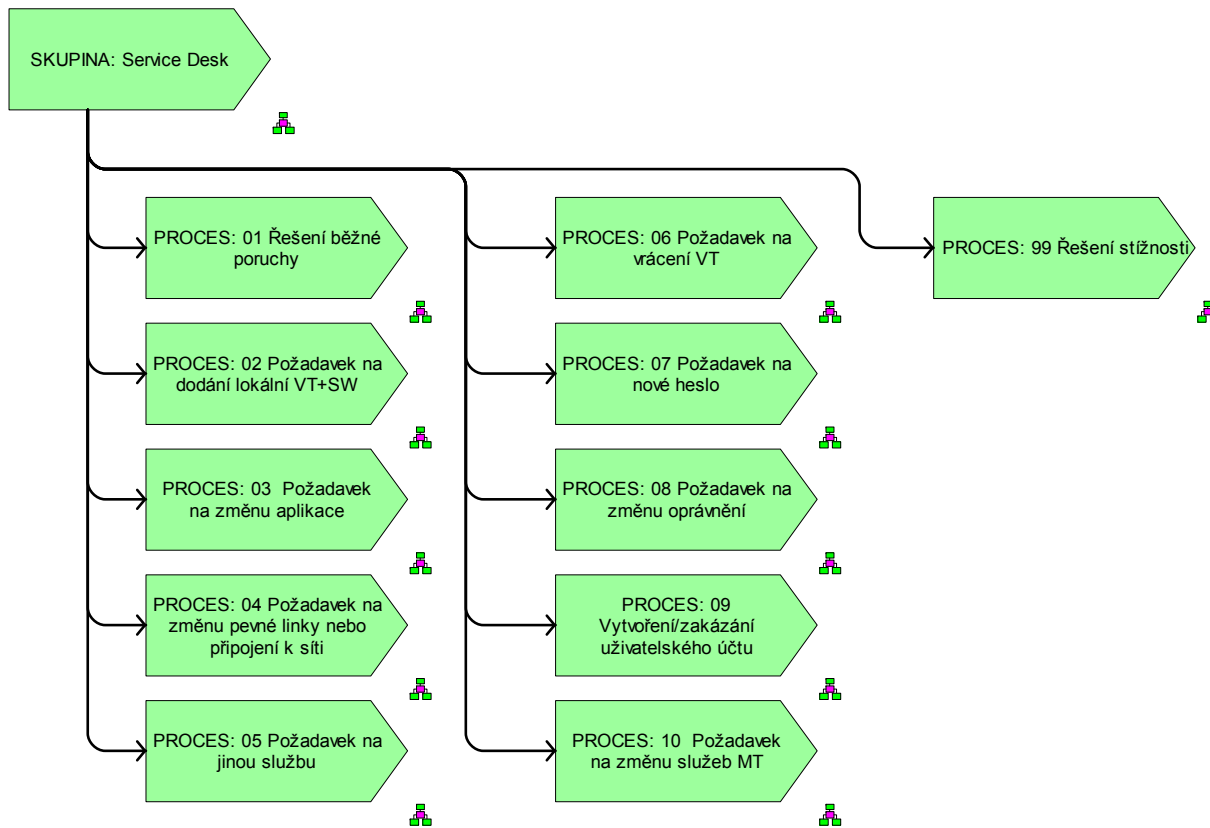 SKUPINA: Service Desk
PROCES: 01 Řešení běžné
poruchy
PROCES: 02 Požadavek na
dodání lokální VT+SW
PROCES: 03  Požadavek
na změnu aplikace
PROCES: 04 Požadavek na
změnu pevné linky nebo
připojení k síti
PROCES: 05 Požadavek na
jinou službu
PROCES: 06 Požadavek na
vrácení VT
PROCES: 07 Požadavek na
nové heslo
PROCES: 08 Požadavek na
změnu oprávnění
PROCES: 09
Vytvoření/zakázání
uživatelského účtu
PROCES: 10  Požadavek
na změnu služeb MT
PROCES: 99 Řešení stížnosti